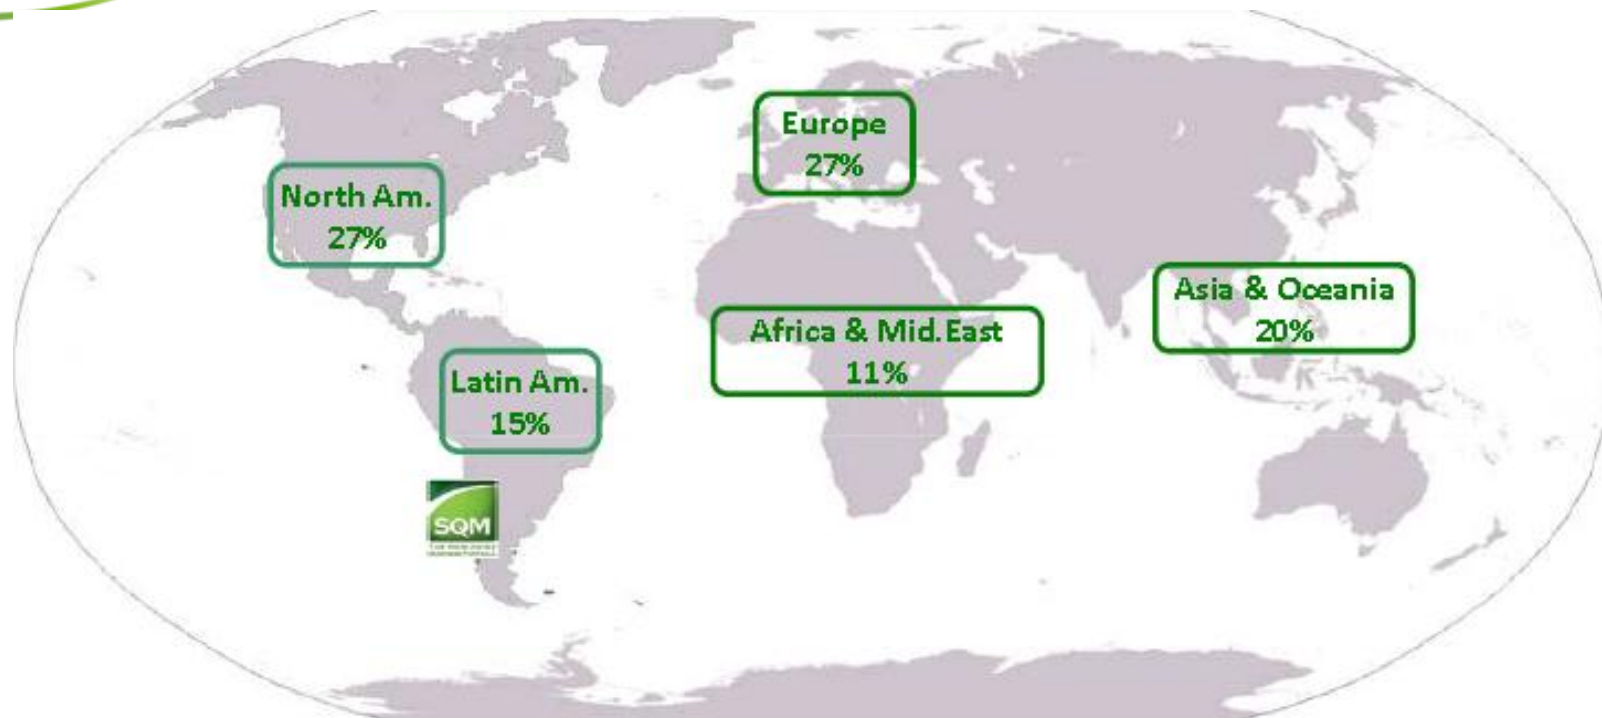 Europe
27%
North Am.
27%
Asia & Oceania
20%
Africa & Mid.East
11%
Latin Am.
15%
SQM